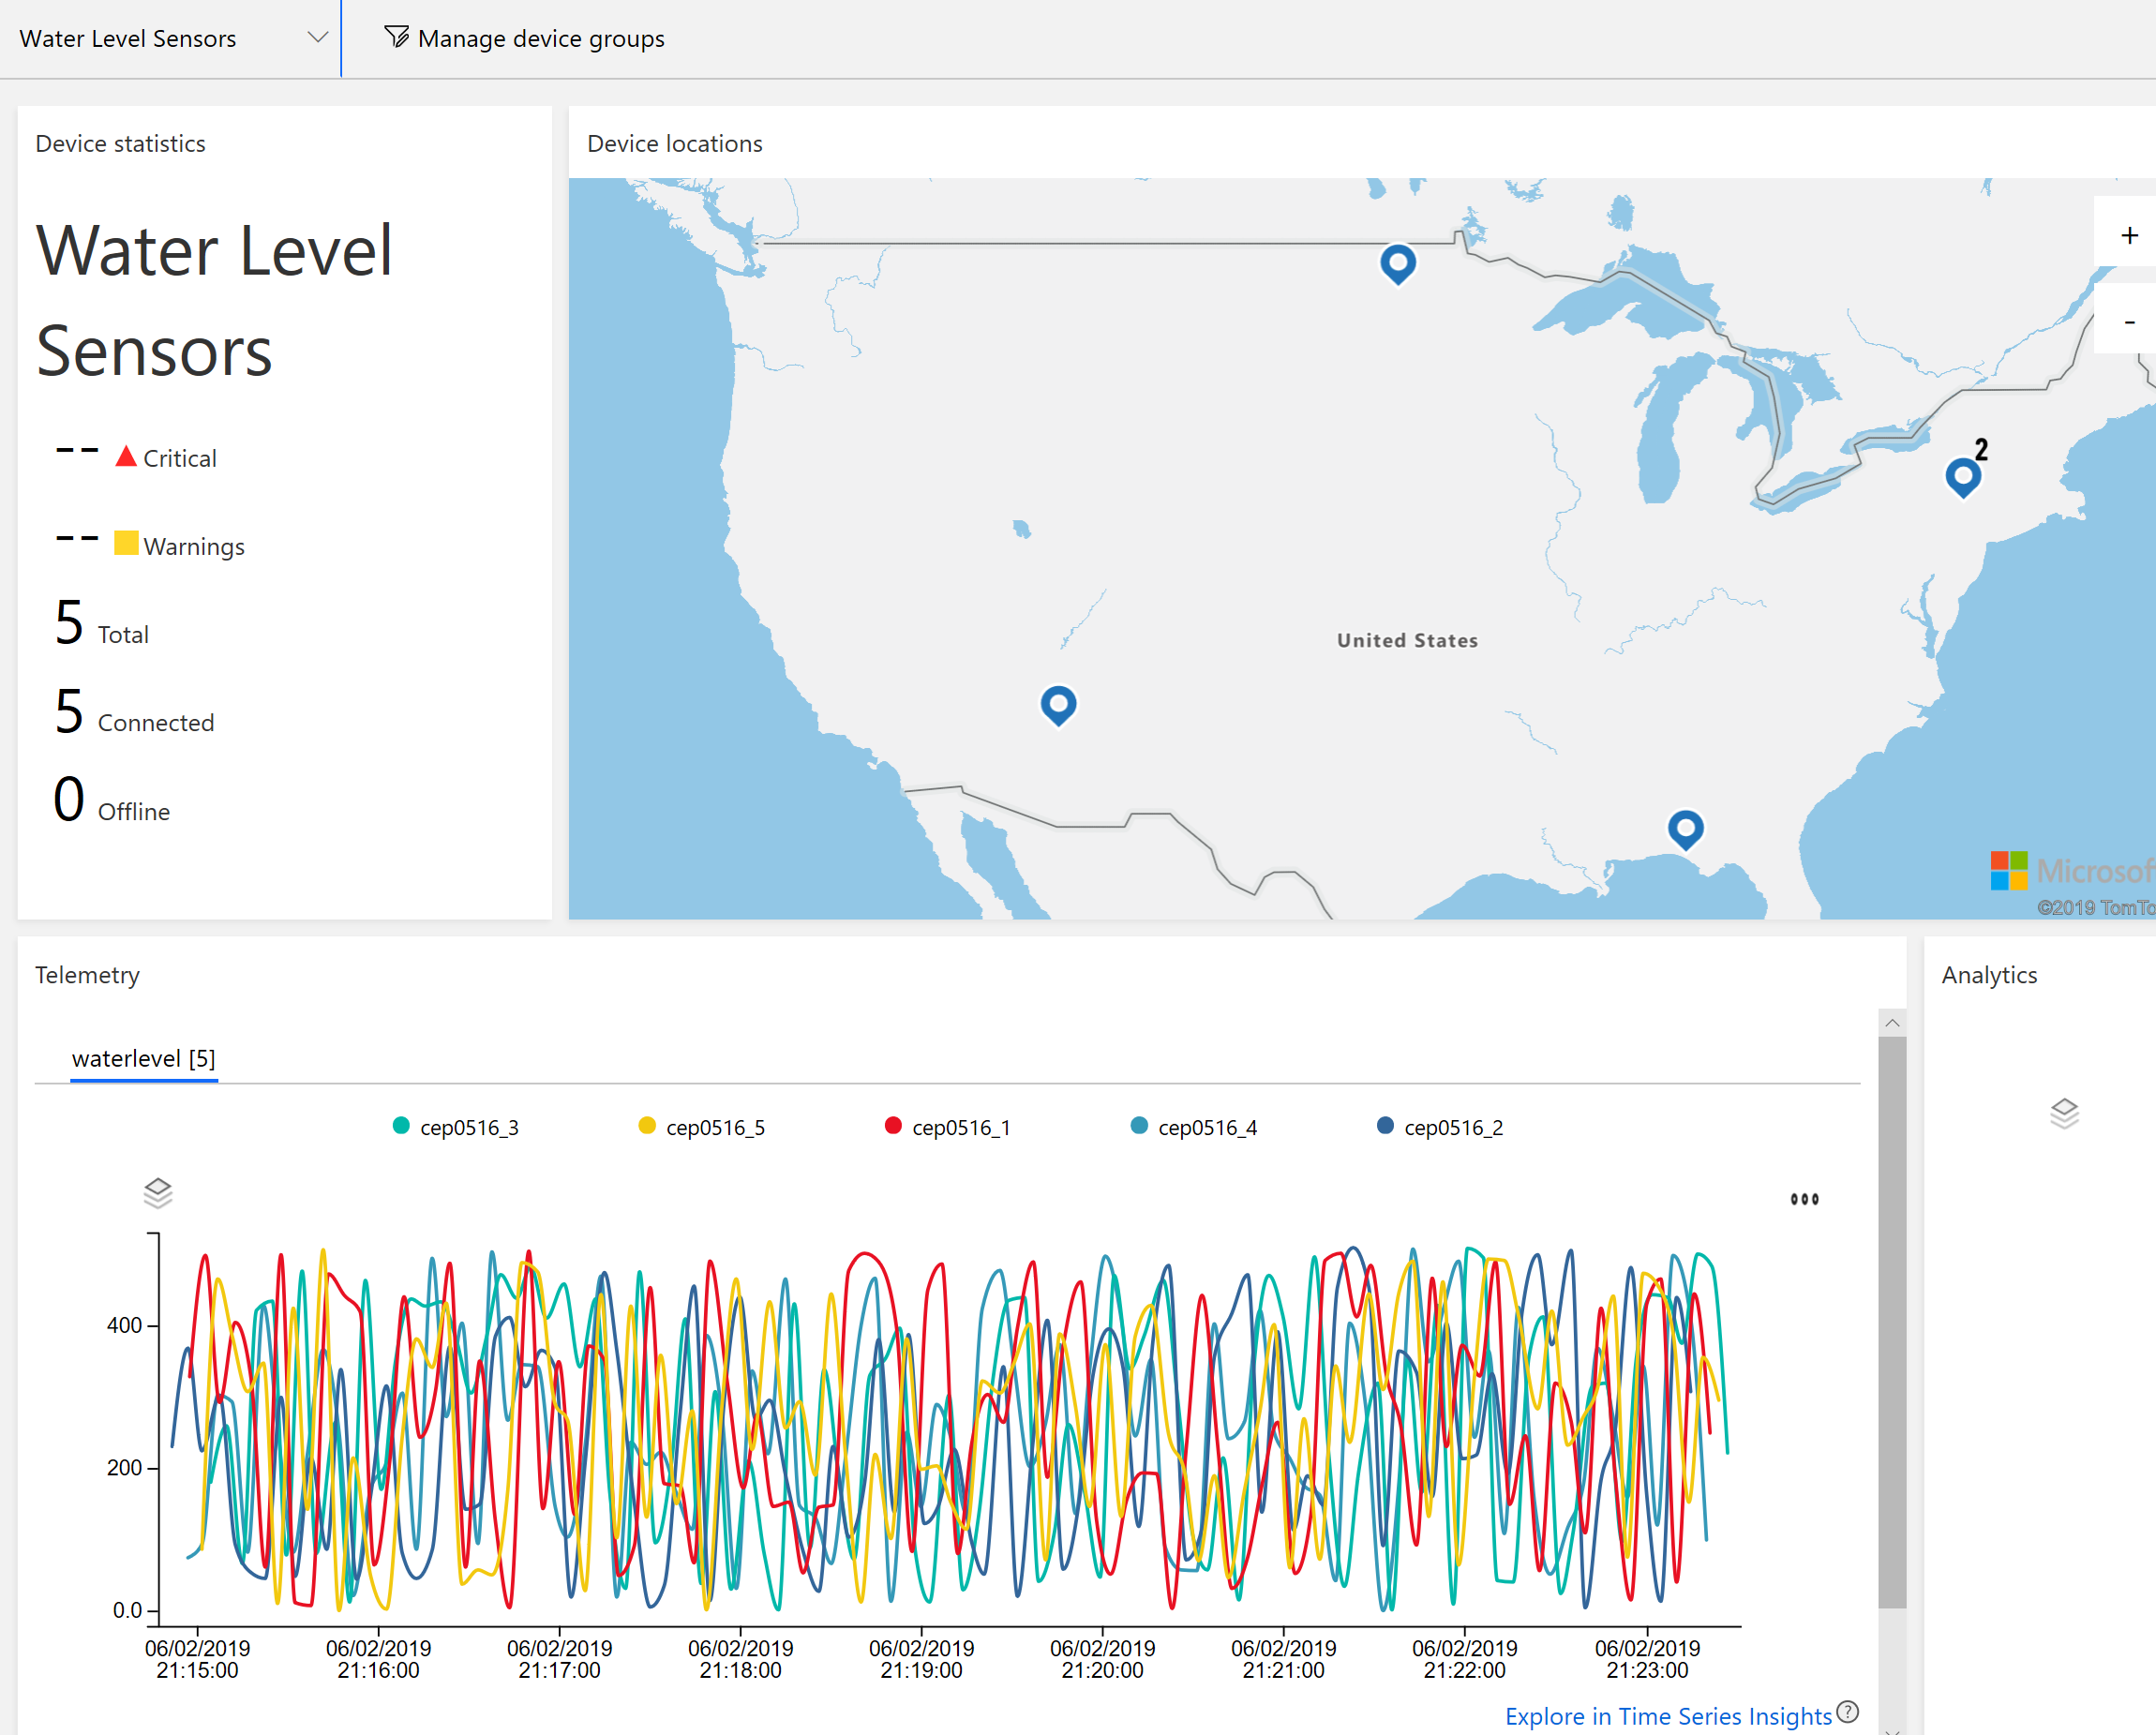 Water Level Sensors
Manage device groups
Device statistics
Water Level
Sensors
-- Critical
-- Warnings
5 Total
5 Connected
0 Offline
Device locations
+
-
2
United States
Microsof
©2019 TomTo
Telemetry
waterlevel [5]
cep0516_3 cep0516_5 cep0516_1 cep0516_4 cep0516_2
400
200
0.0
06/02/2019 06/02/2019 06/02/2019 06/02/2019 06/02/2019 06/02/2019 06/02/2019 06/02/2019 06/02/2019
21:15:00 21:16:00 21:17:00 21:18:00 21:19:00 21:20:00 21:21:00 21:22:00 21:23:00
Explore in Time Series Insights ?
Analytics